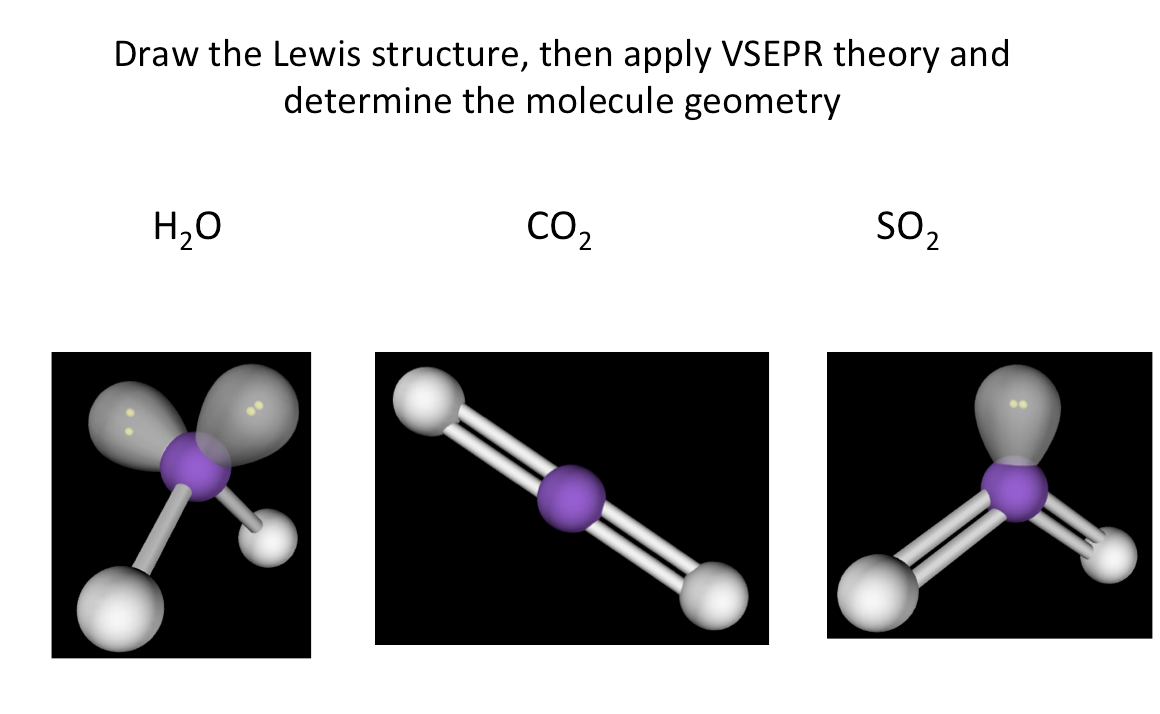 Draw the Lewis structure, then apply VSEPR theory and
determine the molecule geometry
H₂O CO₂ SO₂